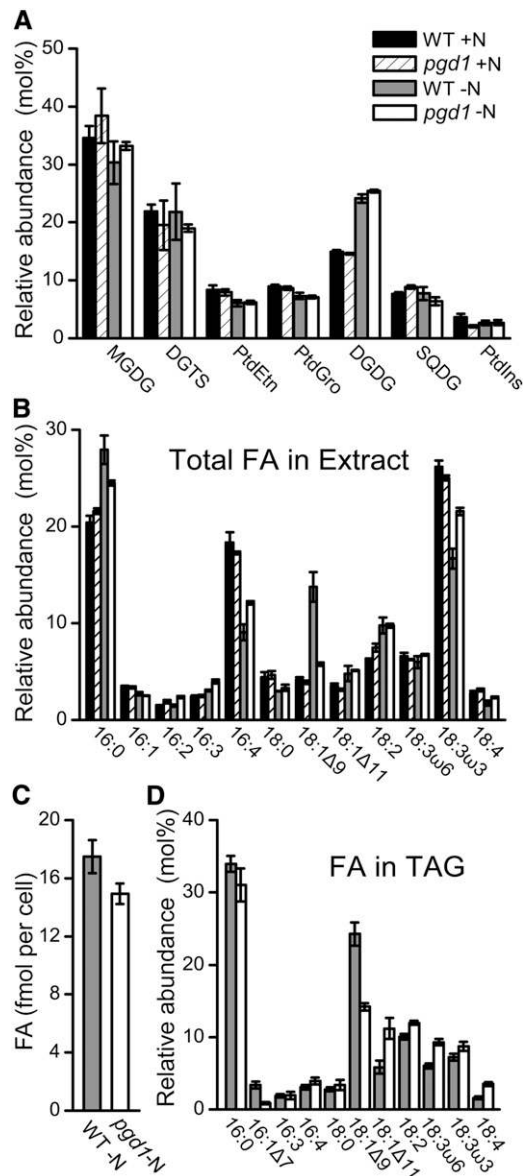 A
Relative abundance (mol%)
50
40
30
20
10
0
WT +N
pgd1 +N
WT -N
pgd1 -N
MGDG
DGTS
PtdEtn
PtdGro
DGDG
SQDG
PtdIns
B
Total FA in Extract
Relative abundance (mol%)
30
20
10
0
16:0
16:1
16:2
16:3
16:4
18:0
18:1Δ9
18:1Δ11
18:2
18:3ω6
18:3ω3
18:4
C
FA (fmol per cell)
20
16
12
8
4
0
WT -N
pgd1-N
D
FA in TAG
Relative abundance (mol%)
40
30
20
10
0
16:0
16:1Δ7
16:3
16:4
18:0
18:1Δ9
18:1Δ11
18:2
18:3ω6
18:3ω3
18:4